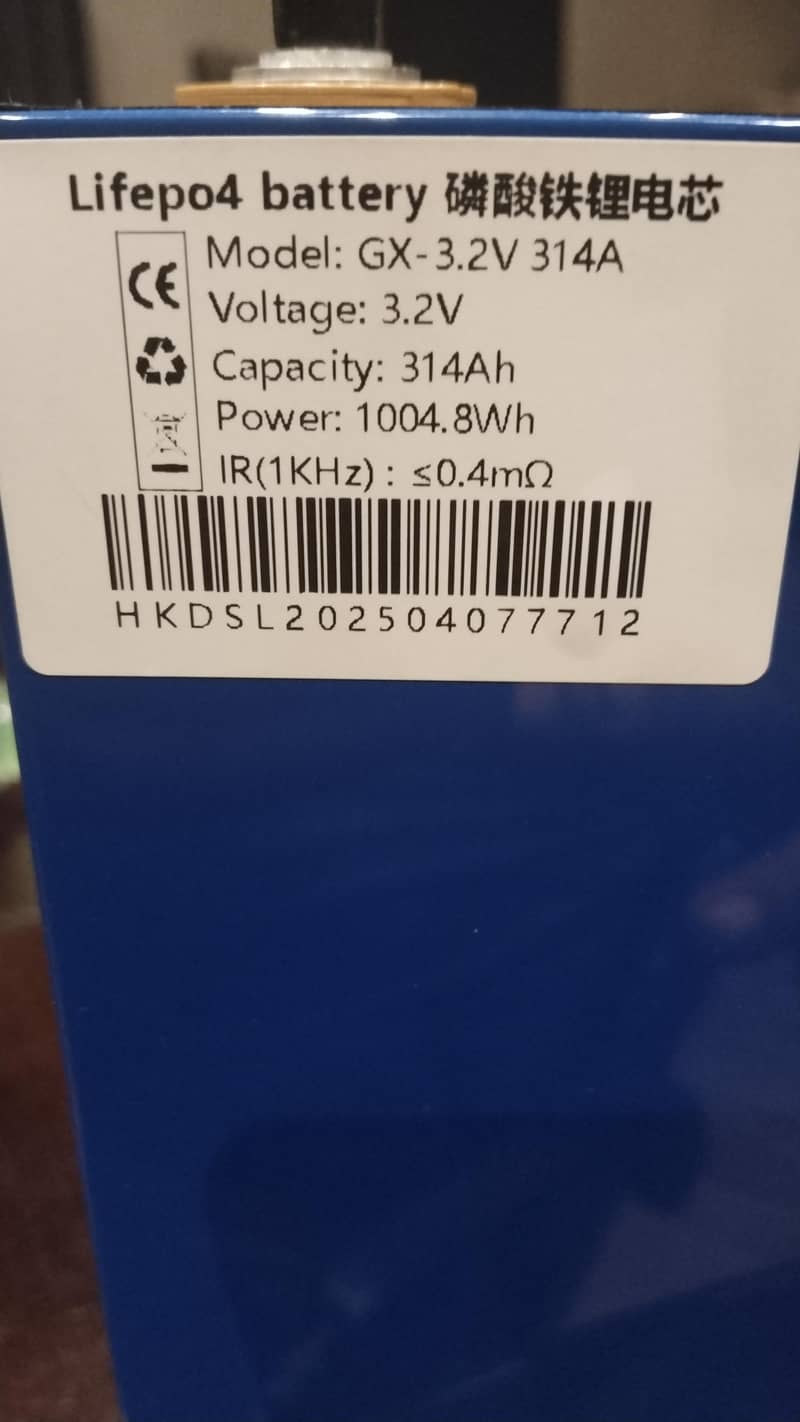 Lifepo4 battery 磷酸铁锂电芯
CE
Model: GX-3.2V 314A
Voltage: 3.2V
Capacity: 314Ah
Power: 1004.8Wh
IR(1KHz) : ≤0.4mΩ
HKDSL202504077712